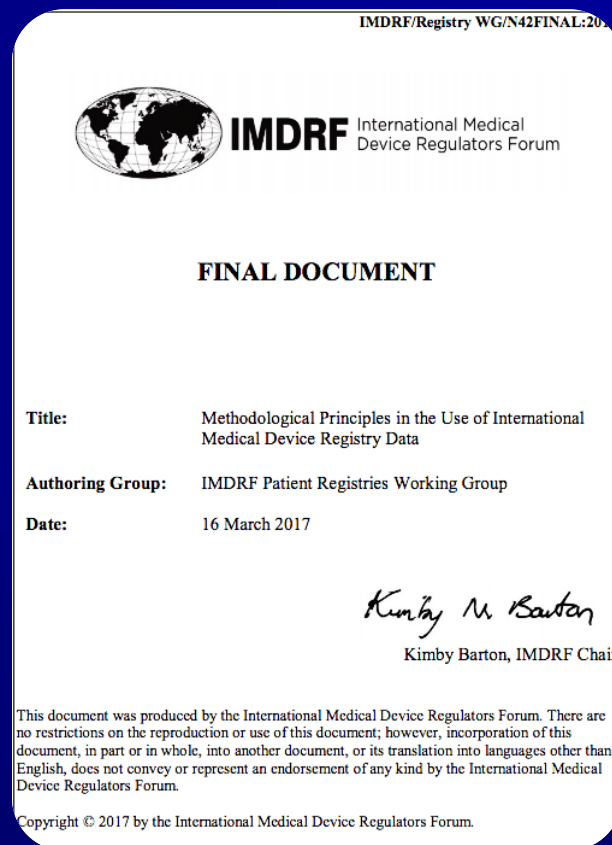 IMDRF/Registry WG/N42FINAL:201
IMDRF International Medical
Device Regulators Forum
FINAL DOCUMENT
Title: Methodological Principles in the Use of International
Medical Device Registry Data
Authoring Group: IMDRF Patient Registries Working Group
Date: 16 March 2017
Kimby M Barton
Kimby Barton, IMDRF Chair
This document was produced by the International Medical Device Regulators Forum. There are
no restrictions on the reproduction or use of this document; however, incorporation of this
document, in part or in whole, into another document, or its translation into languages other than
English, does not convey or represent an endorsement of any kind by the International Medical
Device Regulators Forum.
Copyright © 2017 by the International Medical Device Regulators Forum.